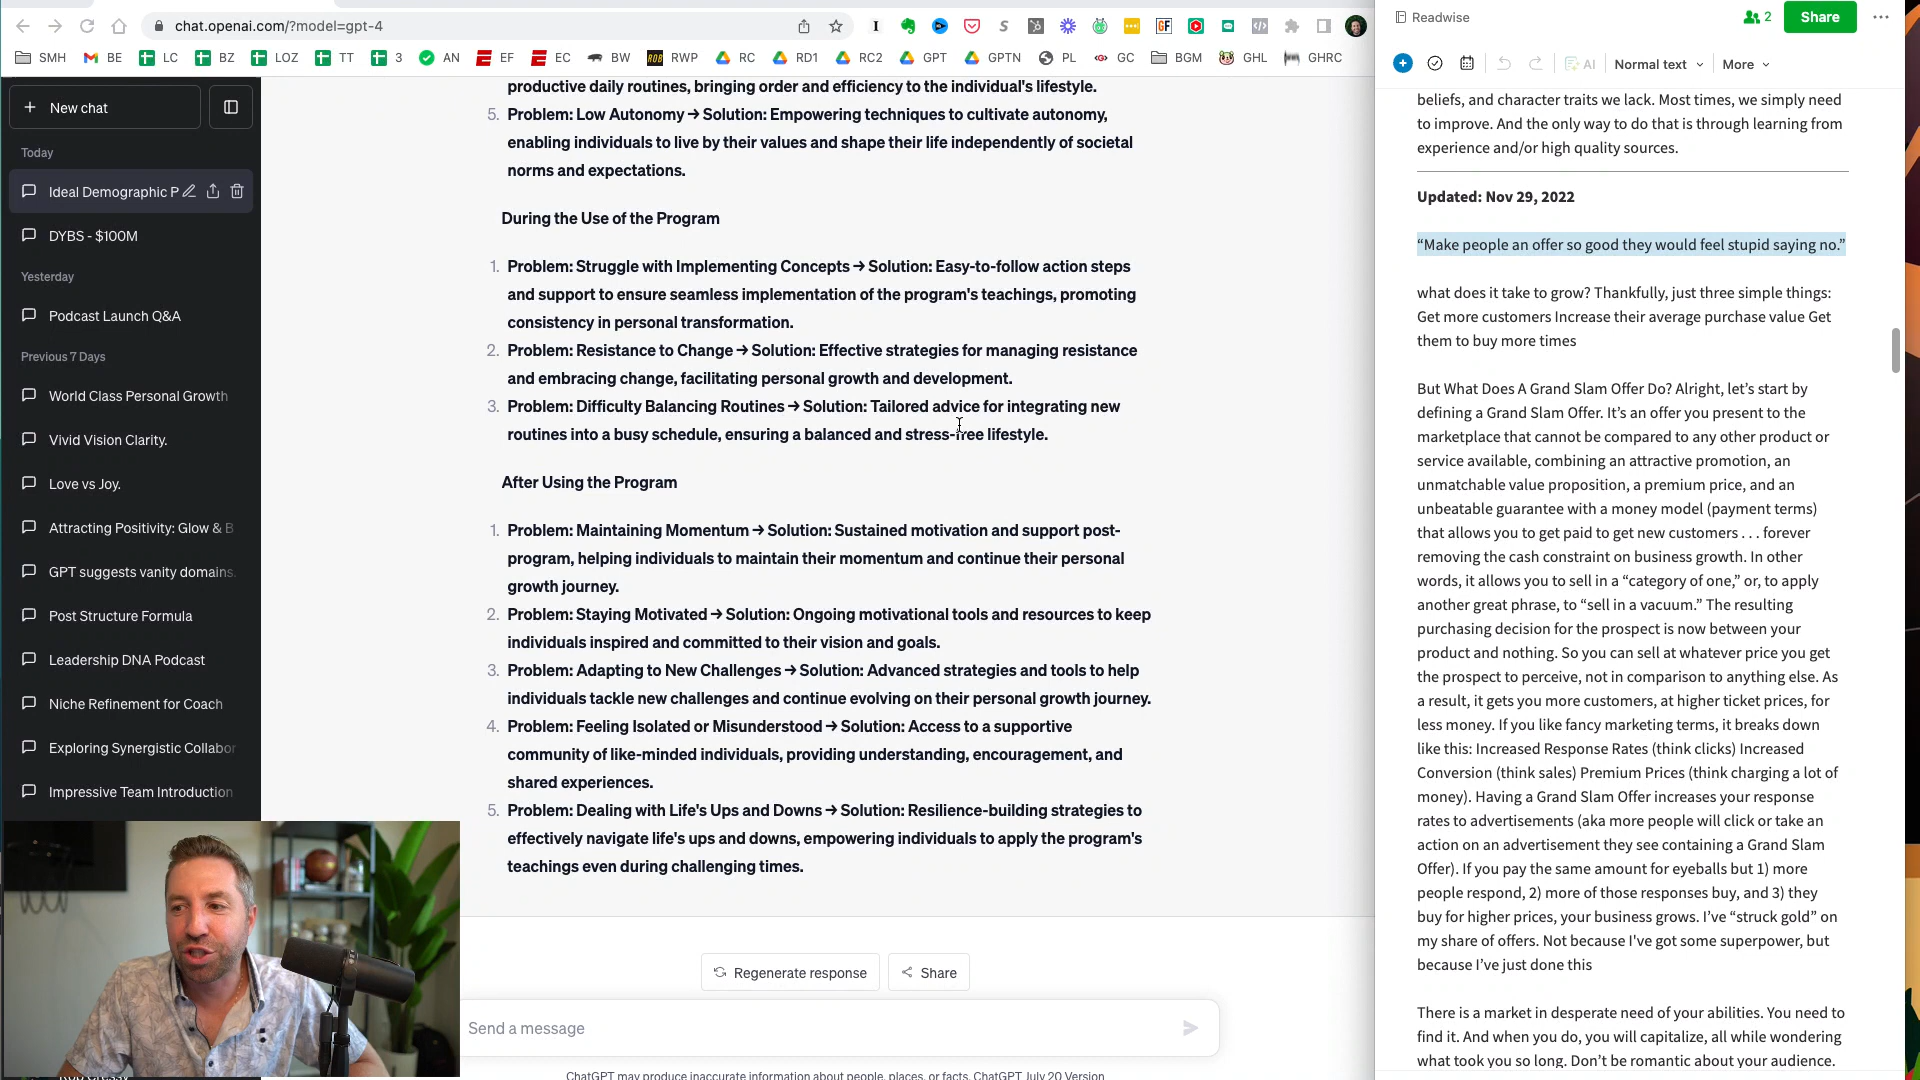 chat.openai.com/?model=gpt-4
SMH BE LC BZ LOZ TT 3 AN EF EC BW RWP RC RD1 RC2 GPT GPTN PL GC BGM GHL GHRC
New chat
Today
Ideal Demographic P
DYBS - $100M
Yesterday
Podcast Launch Q&A
Previous 7 Days
World Class Personal Growth
Vivid Vision Clarity.
Love vs Joy.
Attracting Positivity: Glow & B
GPT suggests vanity domains.
Post Structure Formula
Leadership DNA Podcast
Niche Refinement for Coach
Exploring Synergistic Collabor
Impressive Team Introduction
productive daily routines, bringing order and efficiency to the individual's lifestyle.
5. Problem: Low Autonomy → Solution: Empowering techniques to cultivate autonomy,
enabling individuals to live by their values and shape their life independently of societal
norms and expectations.
During the Use of the Program
1. Problem: Struggle with Implementing Concepts → Solution: Easy-to-follow action steps
and support to ensure seamless implementation of the program's teachings, promoting
consistency in personal transformation.
2. Problem: Resistance to Change → Solution: Effective strategies for managing resistance
and embracing change, facilitating personal growth and development.
3. Problem: Difficulty Balancing Routines → Solution: Tailored advice for integrating new
routines into a busy schedule, ensuring a balanced and stress-free lifestyle.
After Using the Program
1. Problem: Maintaining Momentum → Solution: Sustained motivation and support post-
program, helping individuals to maintain their momentum and continue their personal
growth journey.
2. Problem: Staying Motivated → Solution: Ongoing motivational tools and resources to keep
individuals inspired and committed to their vision and goals.
3. Problem: Adapting to New Challenges → Solution: Advanced strategies and tools to help
individuals tackle new challenges and continue evolving on their personal growth journey.
4. Problem: Feeling Isolated or Misunderstood → Solution: Access to a supportive
community of like-minded individuals, providing understanding, encouragement, and
shared experiences.
5. Problem: Dealing with Life's Ups and Downs → Solution: Resilience-building strategies to
effectively navigate life's ups and downs, empowering individuals to apply the program's
teachings even during challenging times.
Regenerate response
Share
Send a message
ChatGPT may produce inaccurate information about people, places, or facts. ChatGPT July 20 Version
Readwise
2
Share
AI
Normal text
More
beliefs, and character traits we lack. Most times, we simply need
to improve. And the only way to do that is through learning from
experience and/or high quality sources.
Updated: Nov 29, 2022
“Make people an offer so good they would feel stupid saying no.”
what does it take to grow? Thankfully, just three simple things:
Get more customers Increase their average purchase value Get
them to buy more times
But What Does A Grand Slam Offer Do? Alright, let’s start by
defining a Grand Slam Offer. It’s an offer you present to the
marketplace that cannot be compared to any other product or
service available, combining an attractive promotion, an
unmatchable value proposition, a premium price, and an
unbeatable guarantee with a money model (payment terms)
that allows you to get paid to get new customers . . . forever
removing the cash constraint on business growth. In other
words, it allows you to sell in a “category of one,” or, to apply
another great phrase, to “sell in a vacuum.” The resulting
purchasing decision for the prospect is now between your
product and nothing. So you can sell at whatever price you get
the prospect to perceive, not in comparison to anything else. As
a result, it gets you more customers, at higher ticket prices, for
less money. If you like fancy marketing terms, it breaks down
like this: Increased Response Rates (think clicks) Increased
Conversion (think sales) Premium Prices (think charging a lot of
money). Having a Grand Slam Offer increases your response
rates to advertisements (aka more people will click or take an
action on an advertisement they see containing a Grand Slam
Offer). If you pay the same amount for eyeballs but 1) more
people respond, 2) more of those responses buy, and 3) they
buy for higher prices, your business grows. I’ve “struck gold” on
my share of offers. Not because I've got some superpower, but
because I’ve just done this
There is a market in desperate need of your abilities. You need to
find it. And when you do, you will capitalize, all while wondering
what took you so long. Don’t be romantic about your audience.